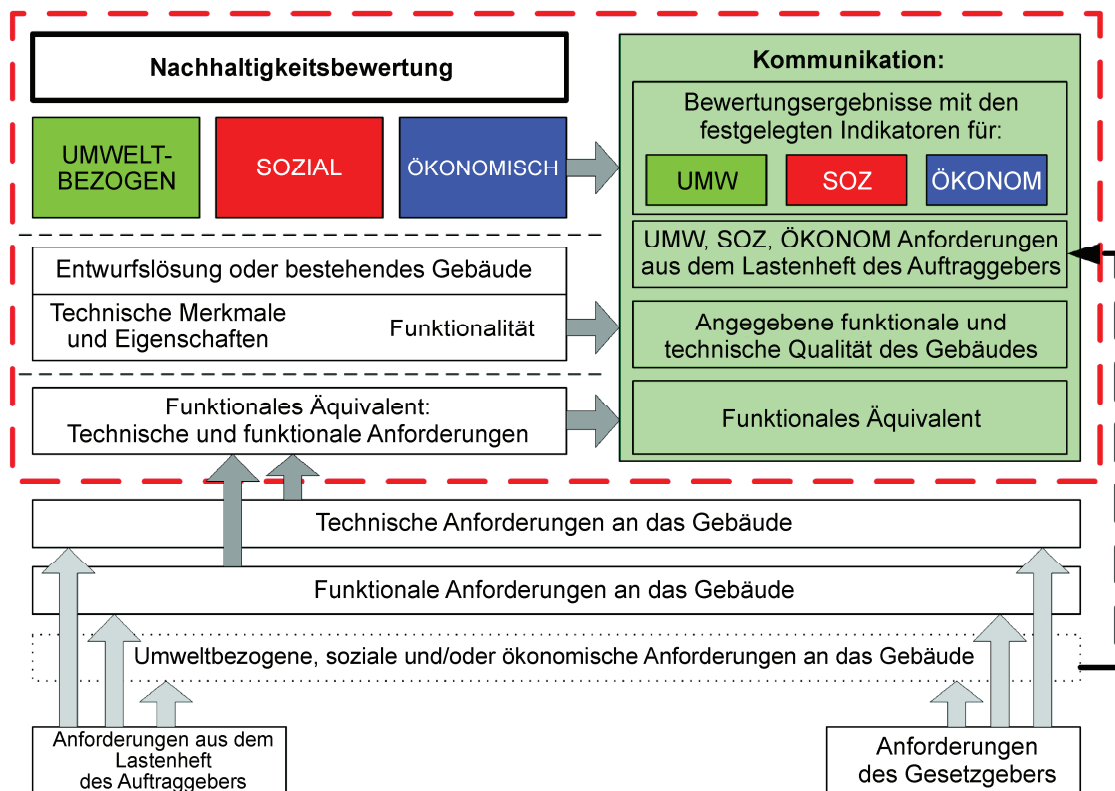 Nachhaltigkeitsbewertung
UMWELT-
BEZOGEN
SOZIAL
ÖKONOMISCH
Kommunikation:
Bewertungsergebnisse mit den
festgelegten Indikatoren für:
UMW
SOZ
ÖKONOM
UMW, SOZ, ÖKONOM Anforderungen
aus dem Lastenheft des Auftraggebers
Entwurfslösung oder bestehendes Gebäude
Technische Merkmale
und Eigenschaften
Funktionalität
Angegebene funktionale und
technische Qualität des Gebäudes
Funktionales Äquivalent:
Technische und funktionale Anforderungen
Funktionales Äquivalent
Technische Anforderungen an das Gebäude
Funktionale Anforderungen an das Gebäude
Umweltbezogene, soziale und/oder ökonomische Anforderungen an das Gebäude
Anforderungen aus dem
Lastenheft
des Auftraggebers
Anforderungen
des Gesetzgebers